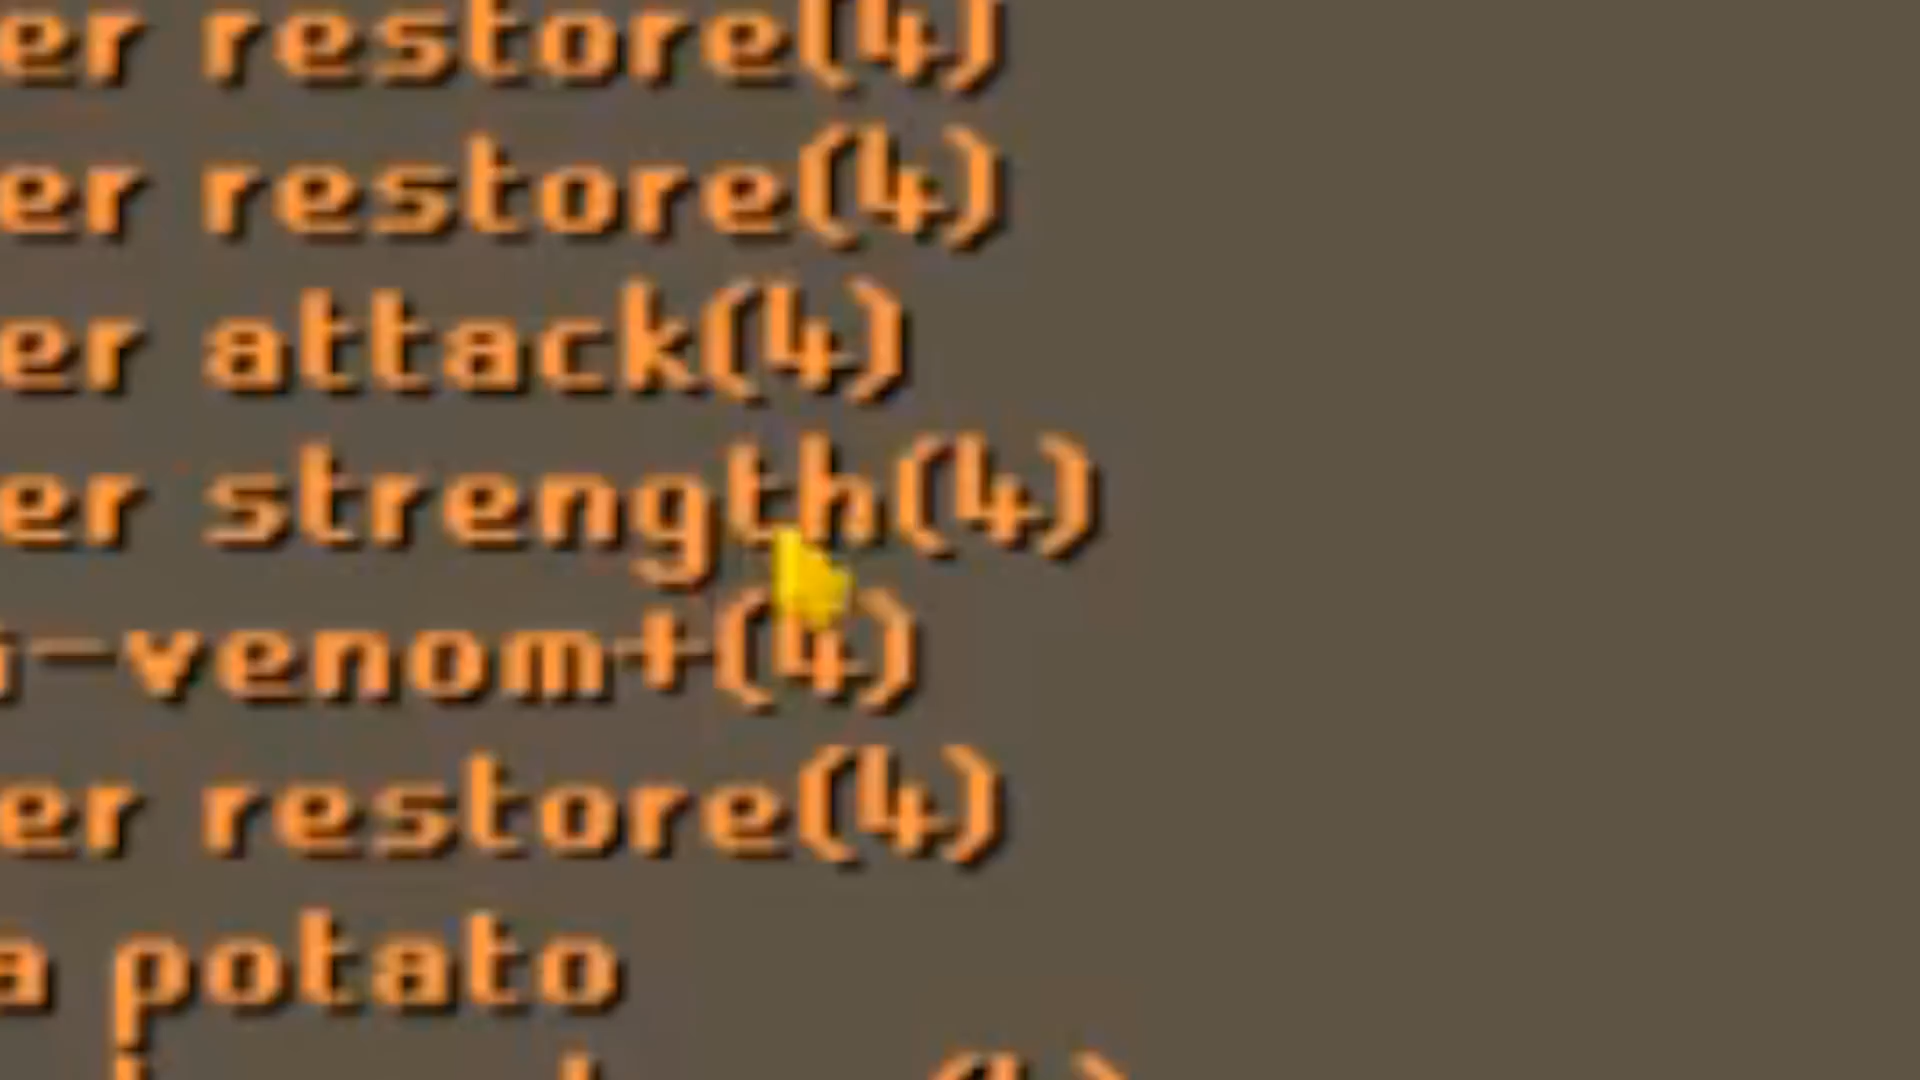 er restore(4)
er restore(4)
er attack(4)
er strength(4)
i-venom+(4)
er restore(4)
a potato